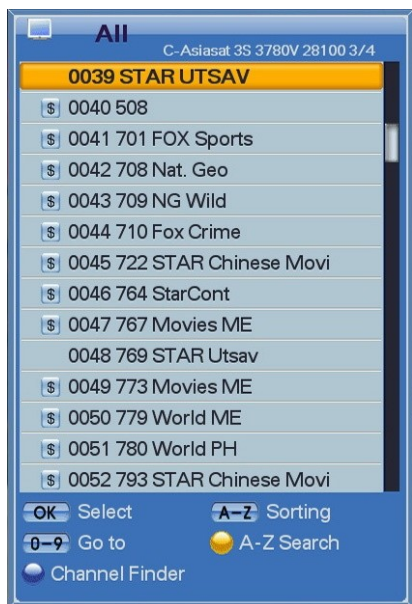 All
C-Asiasat 3S 3780V 28100 3/4
0039 STAR UTSAV
$ 0040 508
$ 0041 701 FOX Sports
$ 0042 708 Nat. Geo
$ 0043 709 NG Wild
$ 0044 710 Fox Crime
$ 0045 722 STAR Chinese Movi
$ 0046 764 StarCont
$ 0047 767 Movies ME
0048 769 STAR Utsav
$ 0049 773 Movies ME
$ 0050 779 World ME
$ 0051 780 World PH
$ 0052 793 STAR Chinese Movi
OK Select A-Z Sorting
0-9 Go to A-Z Search
Channel Finder